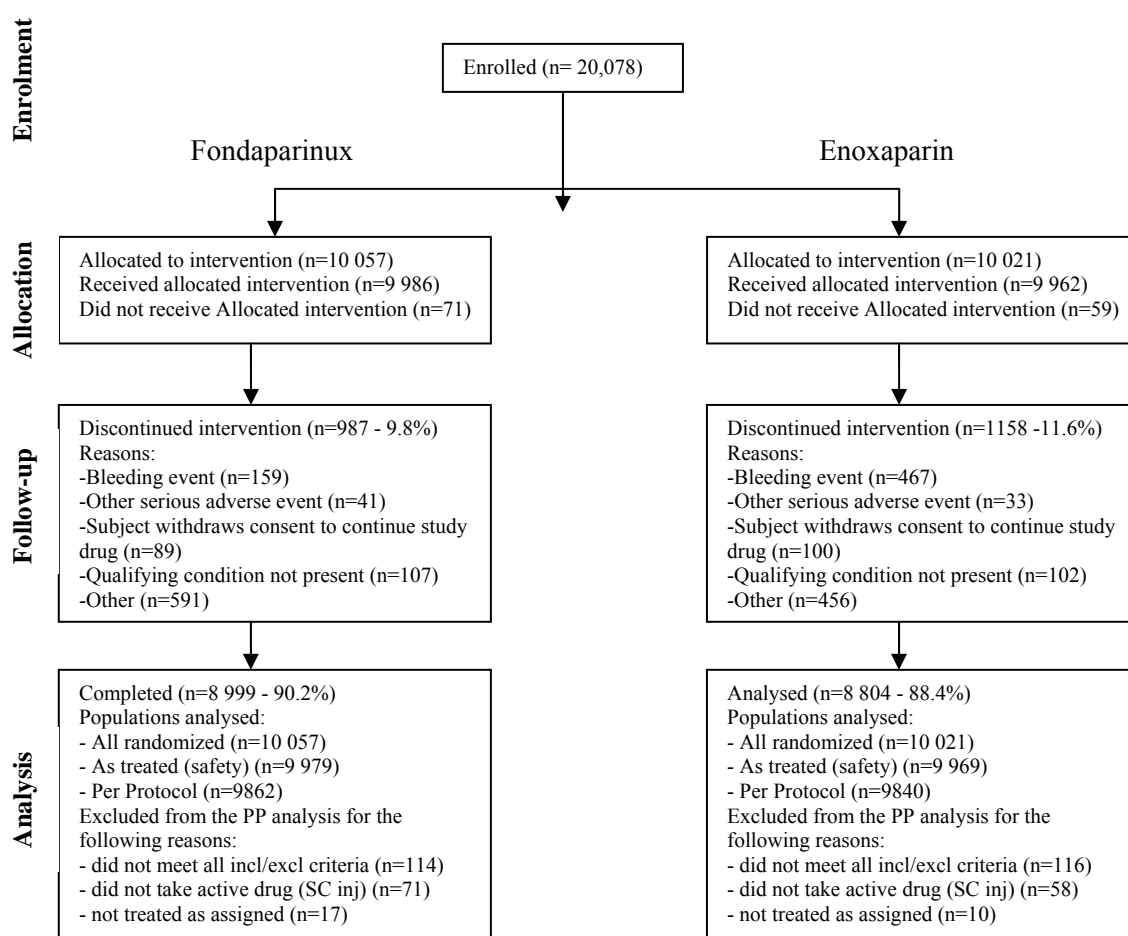 Enrolment
Enrolled (n= 20,078)
Fondaparinux
Enoxaparin
Allocation
Allocated to intervention (n=10 057)
Received allocated intervention (n=9 986)
Did not receive Allocated intervention (n=71)
Allocated to intervention (n=10 021)
Received allocated intervention (n=9 962)
Did not receive Allocated intervention (n=59)
Follow-up
Discontinued intervention (n=987 - 9.8%)
Reasons:
-Bleeding event (n=159)
-Other serious adverse event (n=41)
-Subject withdraws consent to continue study
drug (n=89)
-Qualifying condition not present (n=107)
-Other (n=591)
Discontinued intervention (n=1158 -11.6%)
Reasons:
-Bleeding event (n=467)
-Other serious adverse event (n=33)
-Subject withdraws consent to continue study
drug (n=100)
-Qualifying condition not present (n=102)
-Other (n=456)
Analysis
Completed (n=8 999 - 90.2%)
Populations analysed:
- All randomized (n=10 057)
- As treated (safety) (n=9 979)
- Per Protocol (n=9862)
Excluded from the PP analysis for the
following reasons:
- did not meet all incl/excl criteria (n=114)
- did not take active drug (SC inj) (n=71)
- not treated as assigned (n=17)
Analysed (n=8 804 - 88.4%)
Populations analysed:
- All randomized (n=10 021)
- As treated (safety) (n=9 969)
- Per Protocol (n=9840)
Excluded from the PP analysis for the
following reasons:
- did not meet all incl/excl criteria (n=116)
- did not take active drug (SC inj) (n=58)
- not treated as assigned (n=10)